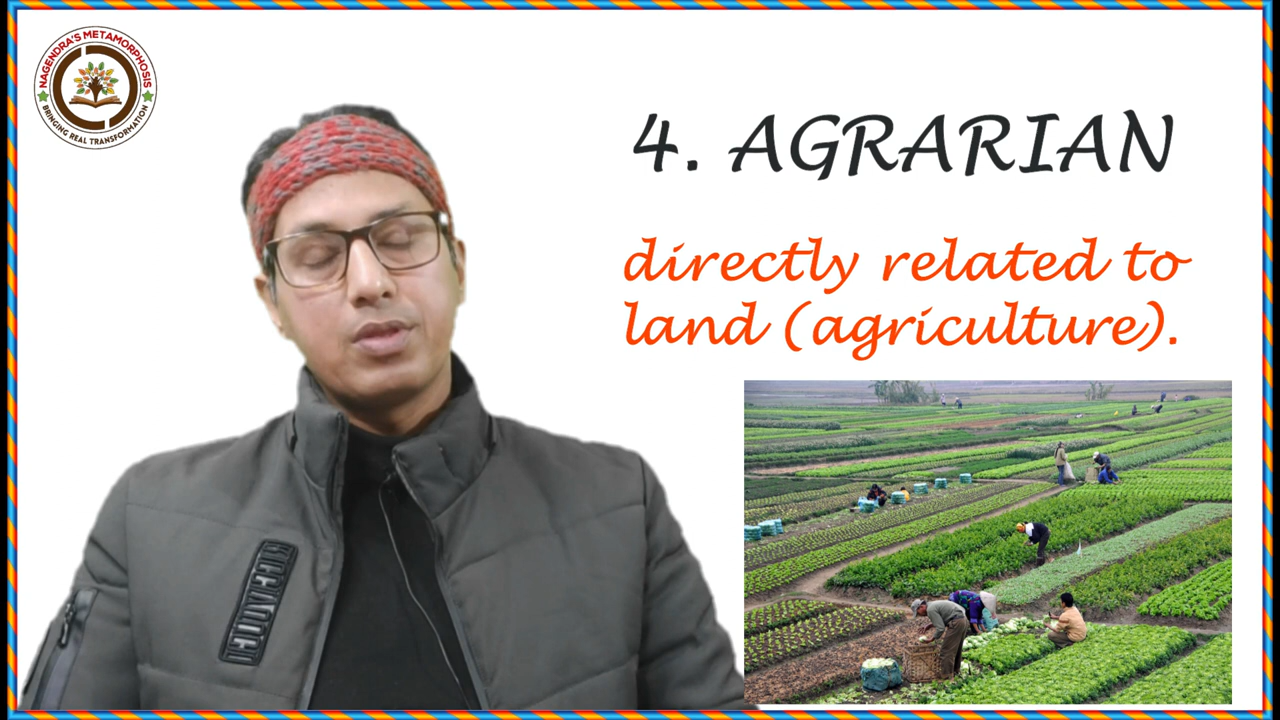 NAGENDRA'S METAMORPHOSIS
BRINGING REAL TRANSFORMATION
4. AGRARIAN
directly related to
land (agriculture).